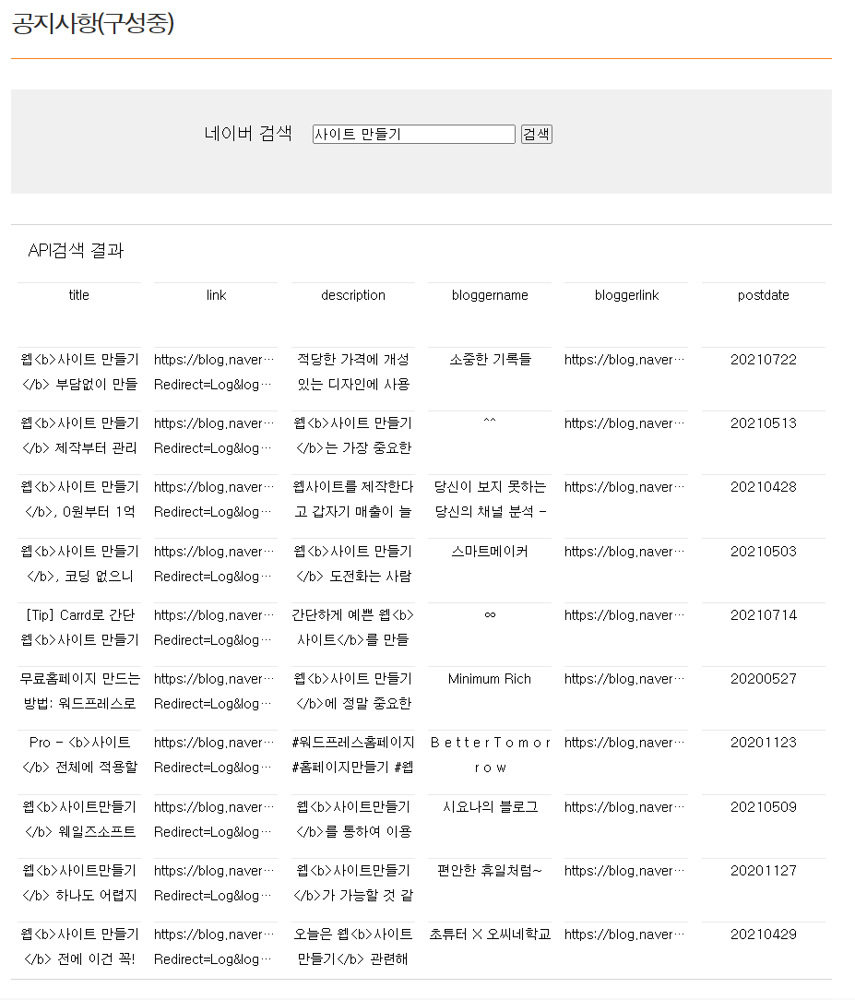 공지사항(구성중)
네이버 검색 사이트 만들기 검색
API검색 결과
title link description bloggername bloggerlink postdate
웹<b>사이트 만들기 https://blog.naver… 적당한 가격에 개성 소중한 기록들 https://blog.naver… 20210722
</b> 부담없이 만들 Redirect=Log&log… 있는 디자인에 사용
웹<b>사이트 만들기 https://blog.naver… 웹<b>사이트 만들기 ^^ https://blog.naver… 20210513
</b> 제작부터 관리 Redirect=Log&log… </b>는 가장 중요한
웹<b>사이트 만들기 https://blog.naver… 웹사이트를 제작한다 당신이 보지 못하는 https://blog.naver… 20210428
</b>, 0원부터 1억 Redirect=Log&log… 고 갑자기 매출이 늘 당신의 채널 분석 -
웹<b>사이트 만들기 https://blog.naver… 웹<b>사이트 만들기 스마트메이커 https://blog.naver… 20210503
</b>, 코딩 없으니 Redirect=Log&log… </b> 도전화는 사람
[Tip] Carrd로 간단 https://blog.naver… 간단하게 예쁜 웹<b> ∞ https://blog.naver… 20210714
웹<b>사이트 만들기 Redirect=Log&log… 사이트</b>를 만들
무료홈페이지 만드는 https://blog.naver… 웹<b>사이트 만들기 Minimum Rich https://blog.naver… 20200527
방법: 워드프레스로 Redirect=Log&log… </b>에 정말 중요한
Pro - <b>사이트 https://blog.naver… #워드프레스홈페이지 B e t t e r T o m o r https://blog.naver… 20201123
</b> 전체에 적용할 Redirect=Log&log… #홈페이지만들기 #웹 r o w
웹<b>사이트만들기 https://blog.naver… 웹<b>사이트만들기 시요나의 블로그 https://blog.naver… 20210509
</b> 웨일즈소프트 Redirect=Log&log… </b>를 통하여 이용
웹<b>사이트만들기 https://blog.naver… 웹<b>사이트만들기 편안한 휴일처럼~ https://blog.naver… 20201127
</b> 하나도 어렵지 Redirect=Log&log… </b>가 가능할 것 같
웹<b>사이트 만들기 https://blog.naver… 오늘은 웹<b>사이트 초튜터 X 오씨네학교 https://blog.naver… 20210429
</b> 전에 이건 꼭! Redirect=Log&log… 만들기</b> 관련해